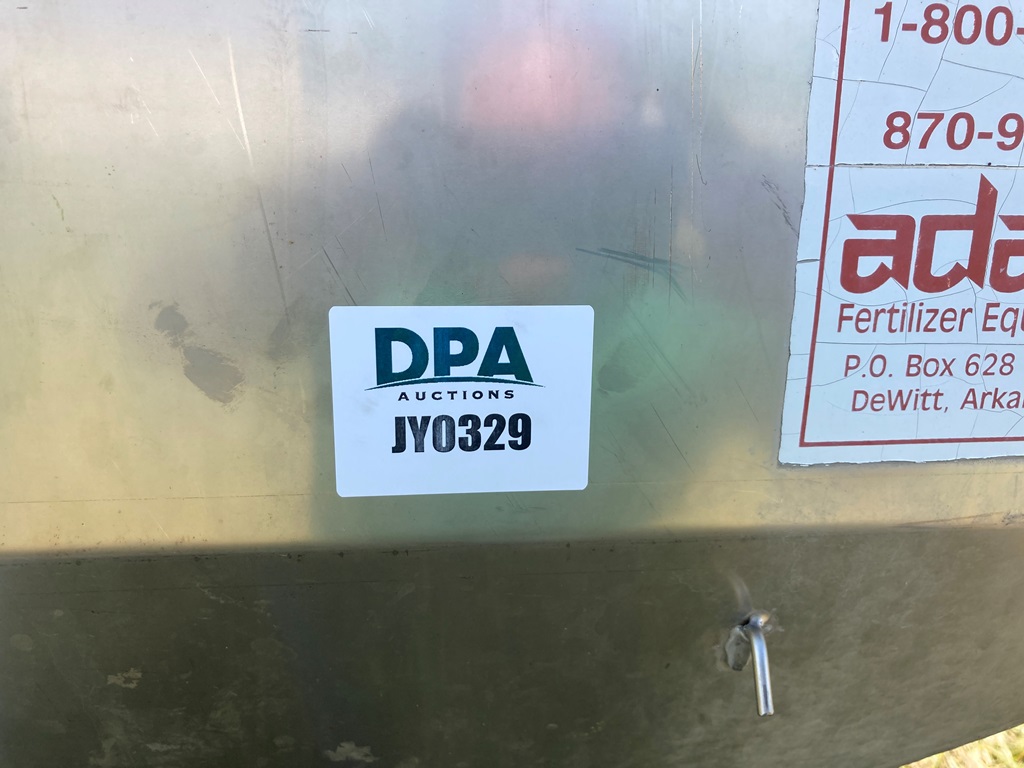 DPA
AUCTIONS
JY0329
1-800-
870-9
ada
Fertilizer Equ
P.O. Box 628
DeWitt, Arka